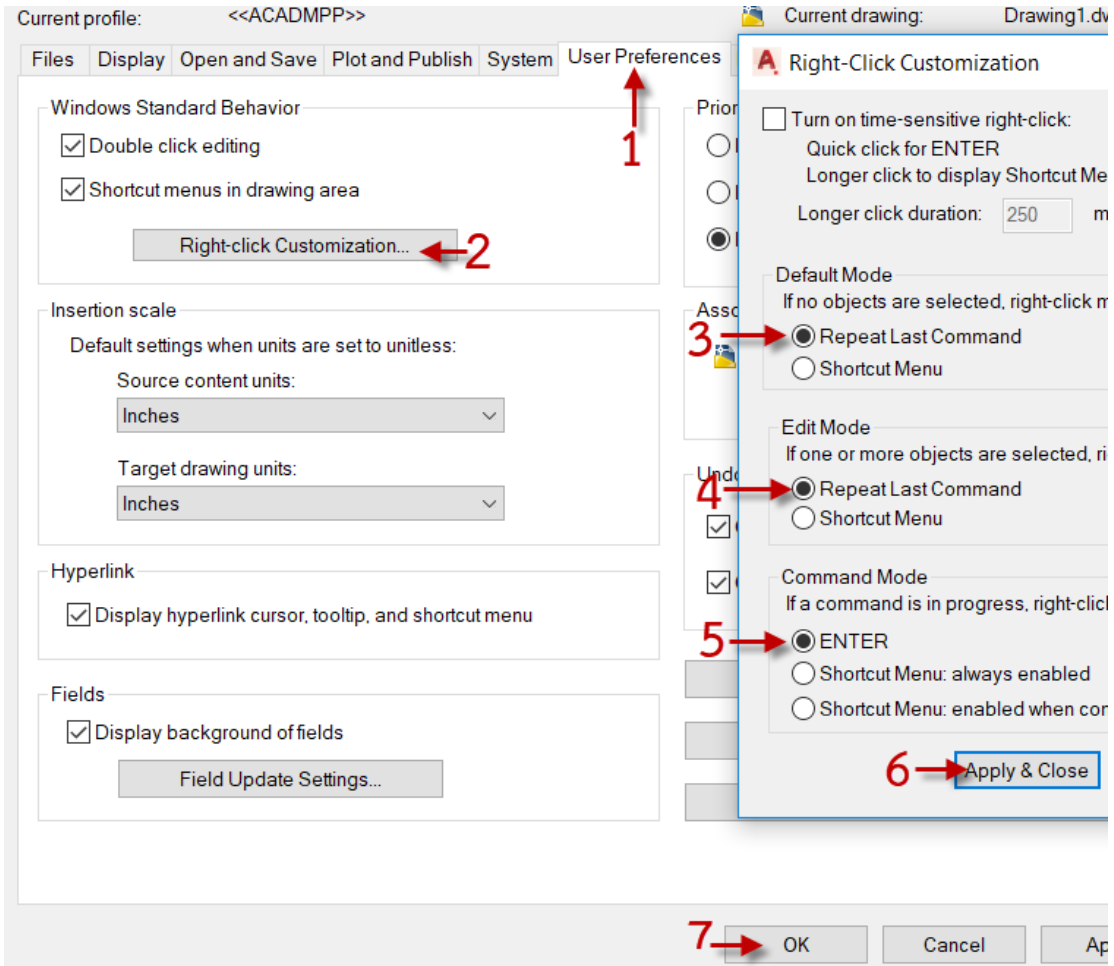 Current profile: <<ACADMPP>> Current drawing:
Files Display Open and Save Plot and Publish System User Preferences
1
Windows Standard Behavior
Double click editing
Shortcut menus in drawing area
Right-click Customization... 2
Insertion scale
Default settings when units are set to unitless:
Source content units:
Inches
Target drawing units:
Inches
Hyperlink
Display hyperlink cursor, tooltip, and shortcut menu
Fields
Display background of fields
Field Update Settings...
A Right-Click Customization
Turn on time-sensitive right-click:
Quick click for ENTER
Longer click to display Shortcut
Longer click duration: 250
Default Mode
If no objects are selected, right-click
3 Repeat Last Command
Shortcut Menu
Edit Mode
If one or more objects are selected,
4 Repeat Last Command
Shortcut Menu
Command Mode
If a command is in progress,
5 ENTER
Shortcut Menu: always enabled
Shortcut Menu: enabled when
6 Apply & Close
7 OK Cancel